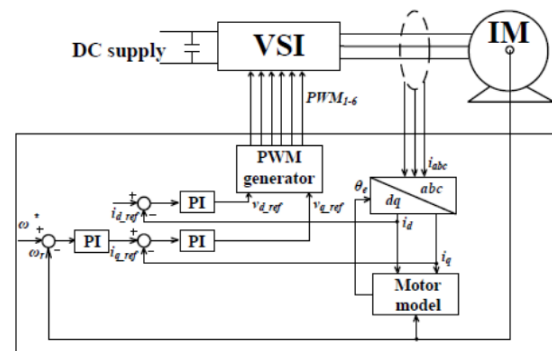 DC supply
VSI
IM
PWM1-6
iabc
PWM
generator
θe
abc
dq
id_ref
+
−
PI
vd_ref
vq_ref
id
ω*
+
ωr
−
PI
iq_ref
+
−
PI
iq
Motor
model